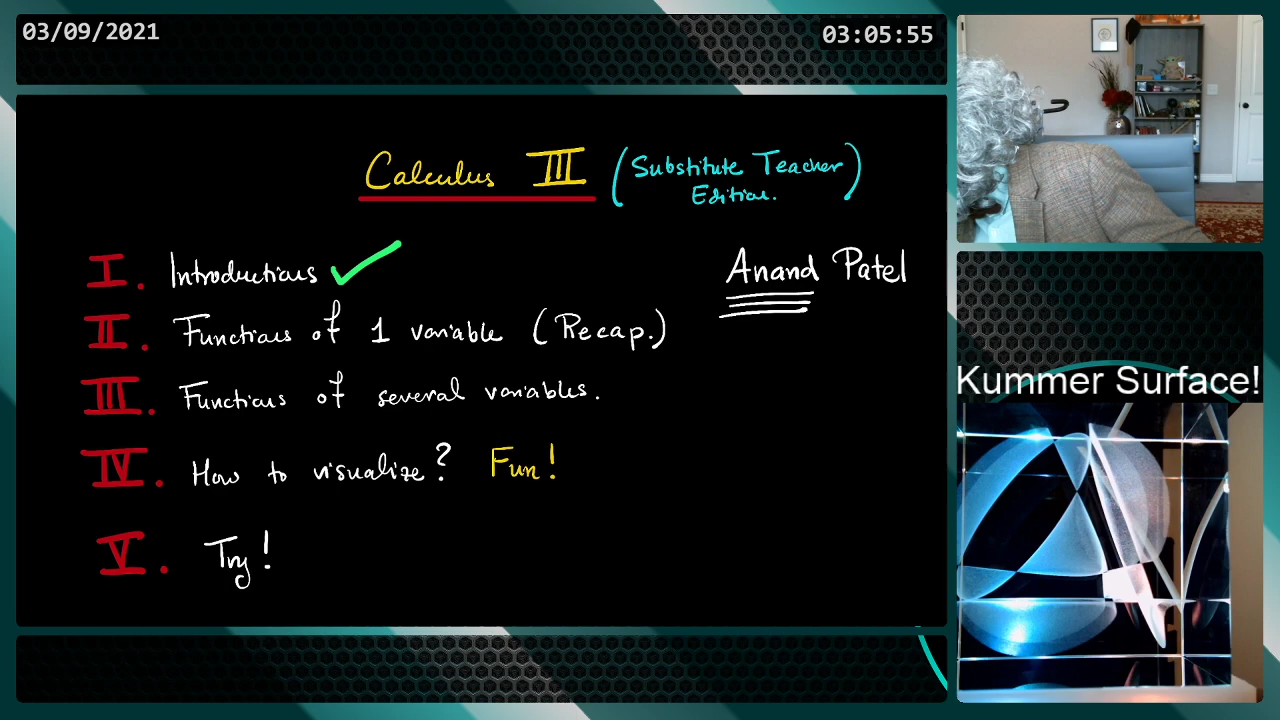 03/09/2021
03:05:55
Calculus III (Substitute Teacher Edition.)
Anand Patel
I. Introductions
II. Functions of 1 variable (Recap.)
III. Functions of several variables.
IV. How to visualize? Fun!
V. Try!
Kummer Surface!